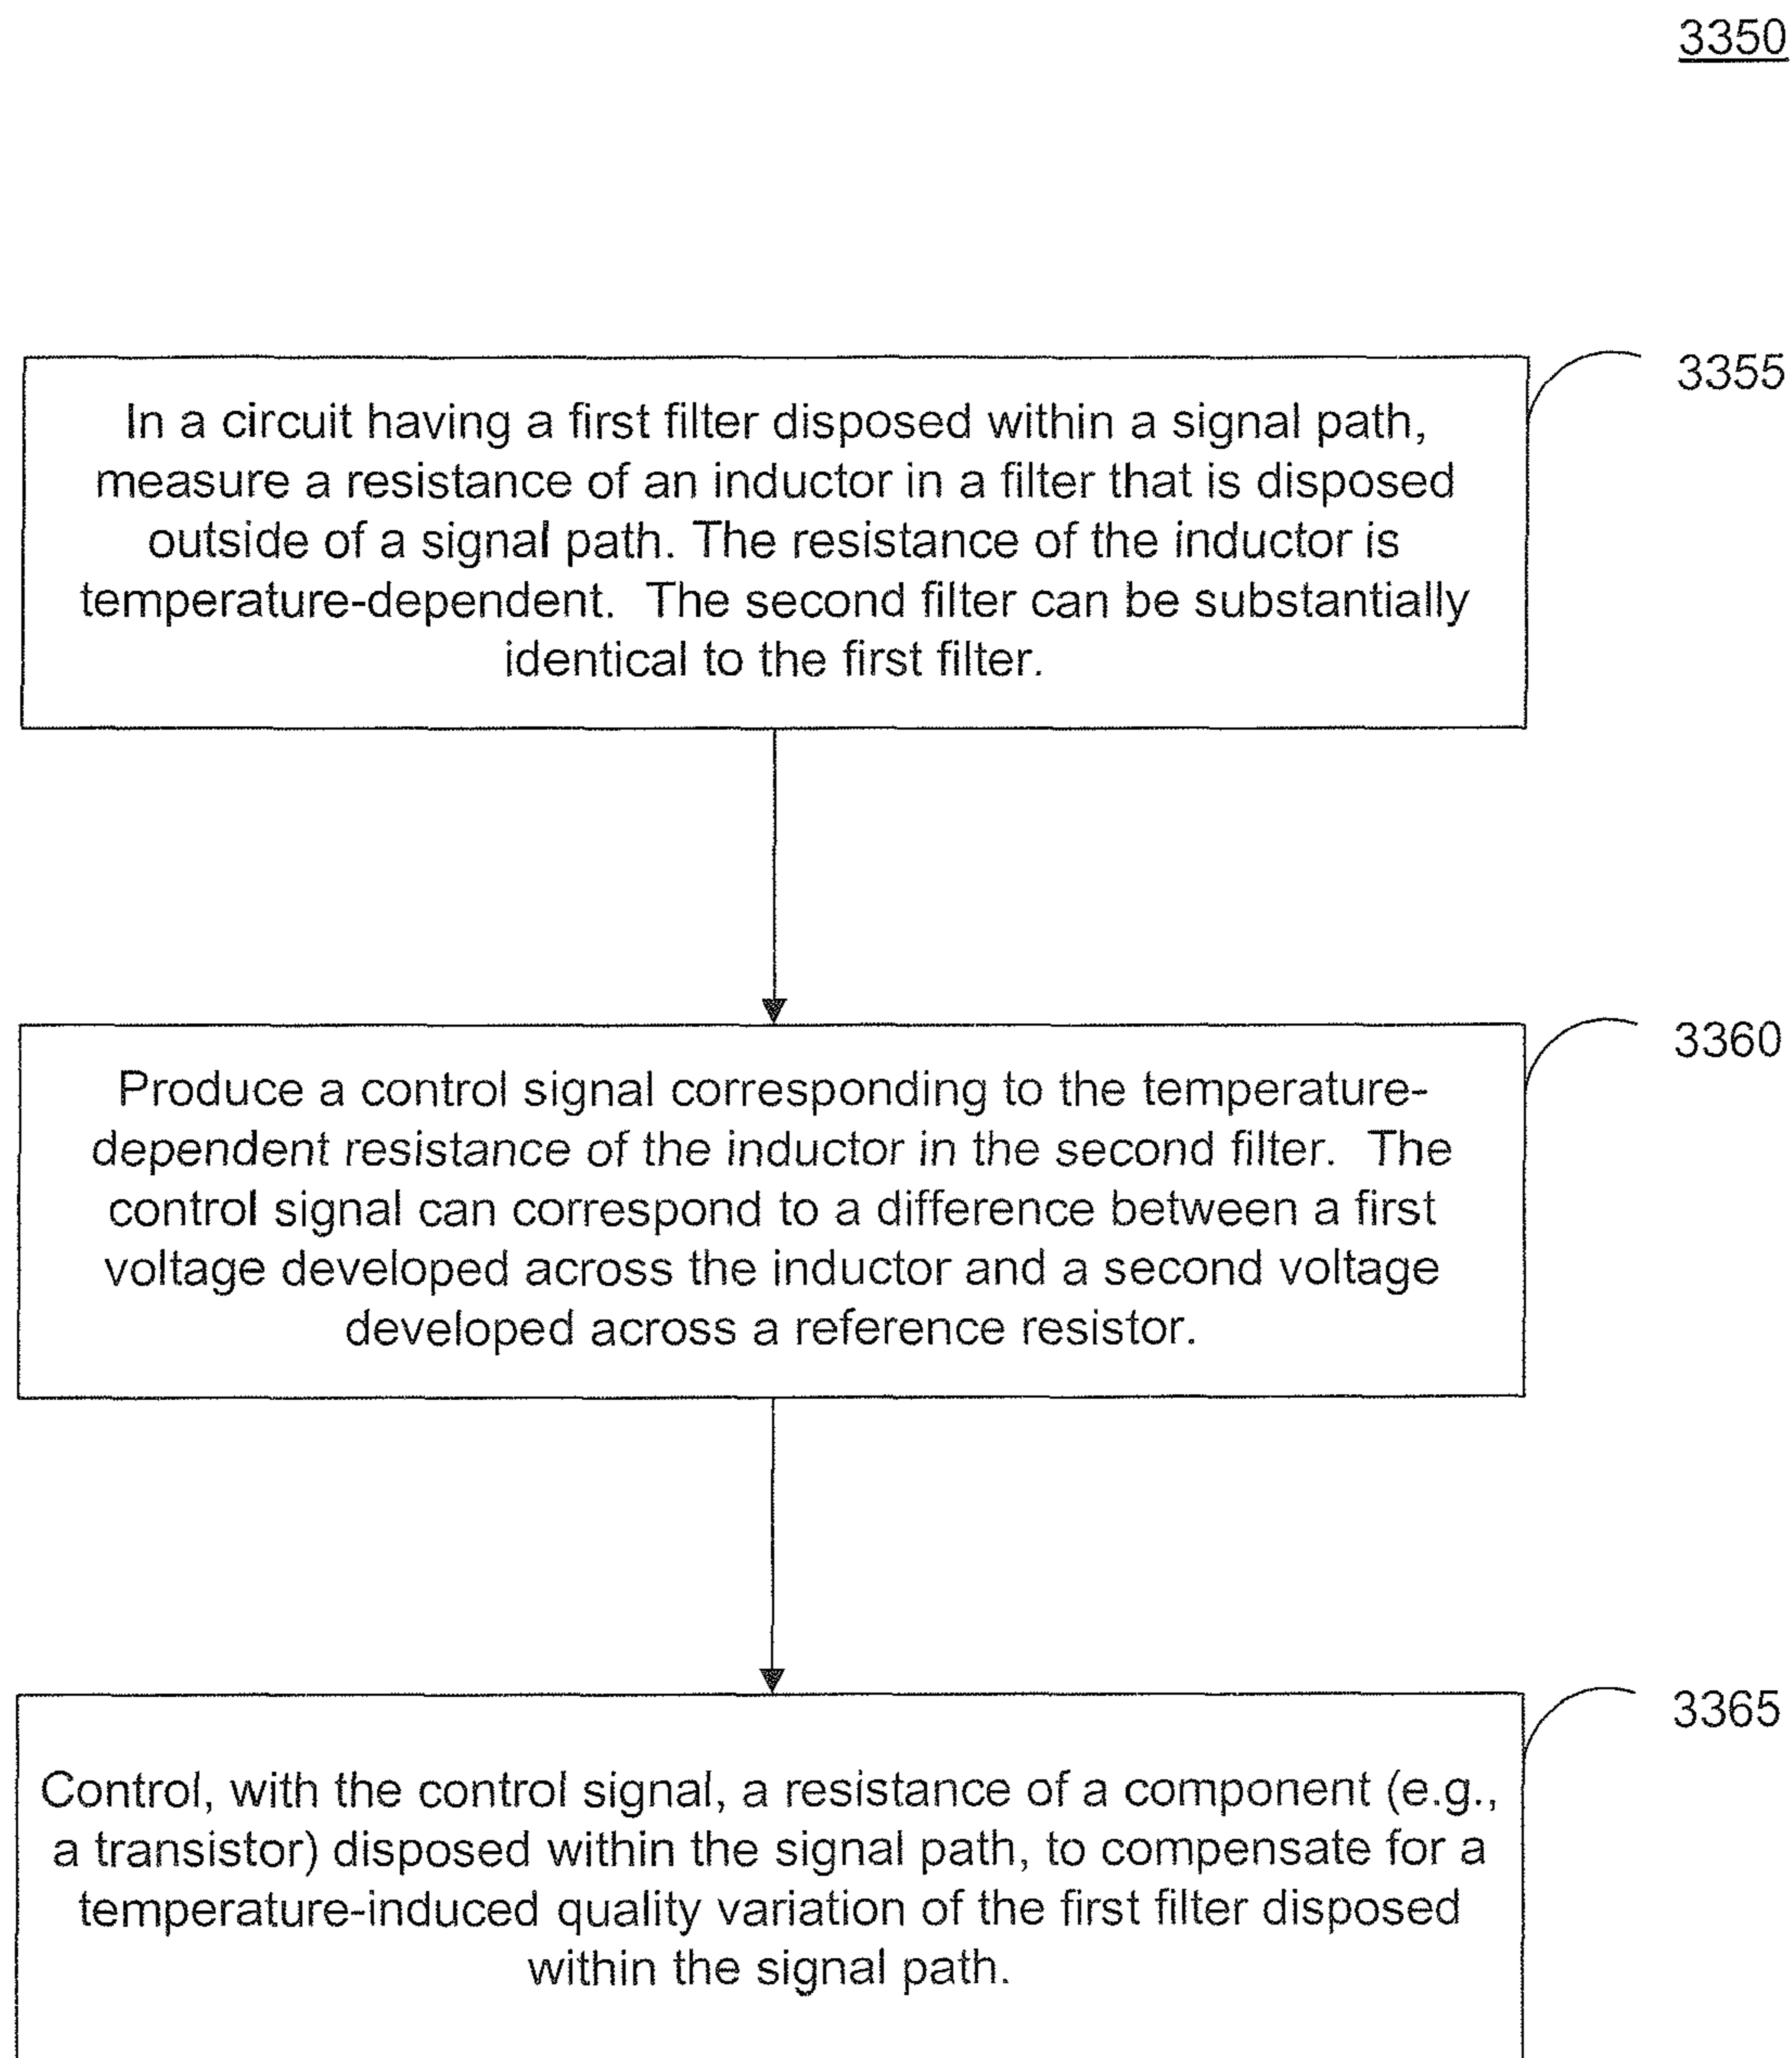 3350
3355
In a circuit having a first filter disposed within a signal path,
measure a resistance of an inductor in a filter that is disposed
outside of a signal path. The resistance of the inductor is
temperature-dependent. The second filter can be substantially
identical to the first filter.
3360
Produce a control signal corresponding to the temperature-
dependent resistance of the inductor in the second filter. The
control signal can correspond to a difference between a first
voltage developed across the inductor and a second voltage
developed across a reference resistor.
3365
Control, with the control signal, a resistance of a component (e.g.,
a transistor) disposed within the signal path, to compensate for a
temperature-induced quality variation of the first filter disposed
within the signal path.